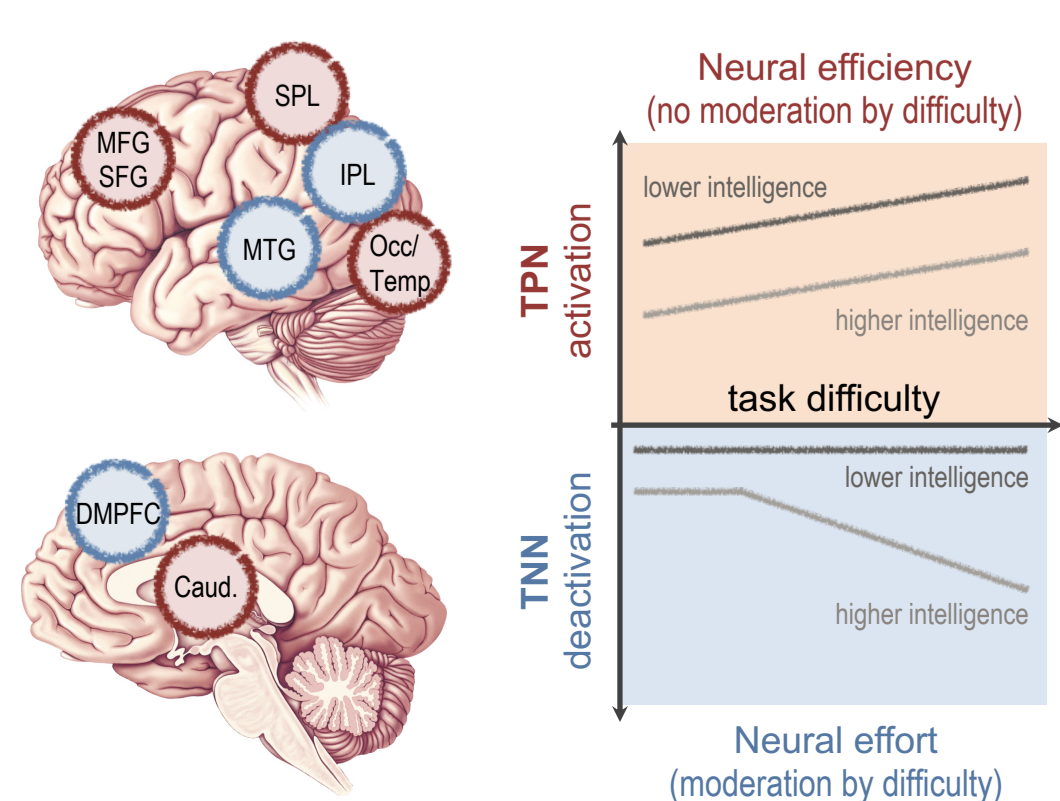 SPL
MFG
SFG
IPL
MTG
Occ/
Temp
DMPFC
Caud.
Neural efficiency
(no moderation by difficulty)
TPN
activation
lower intelligence
higher intelligence
task difficulty
TNN
deactivation
lower intelligence
higher intelligence
Neural effort
(moderation by difficulty)